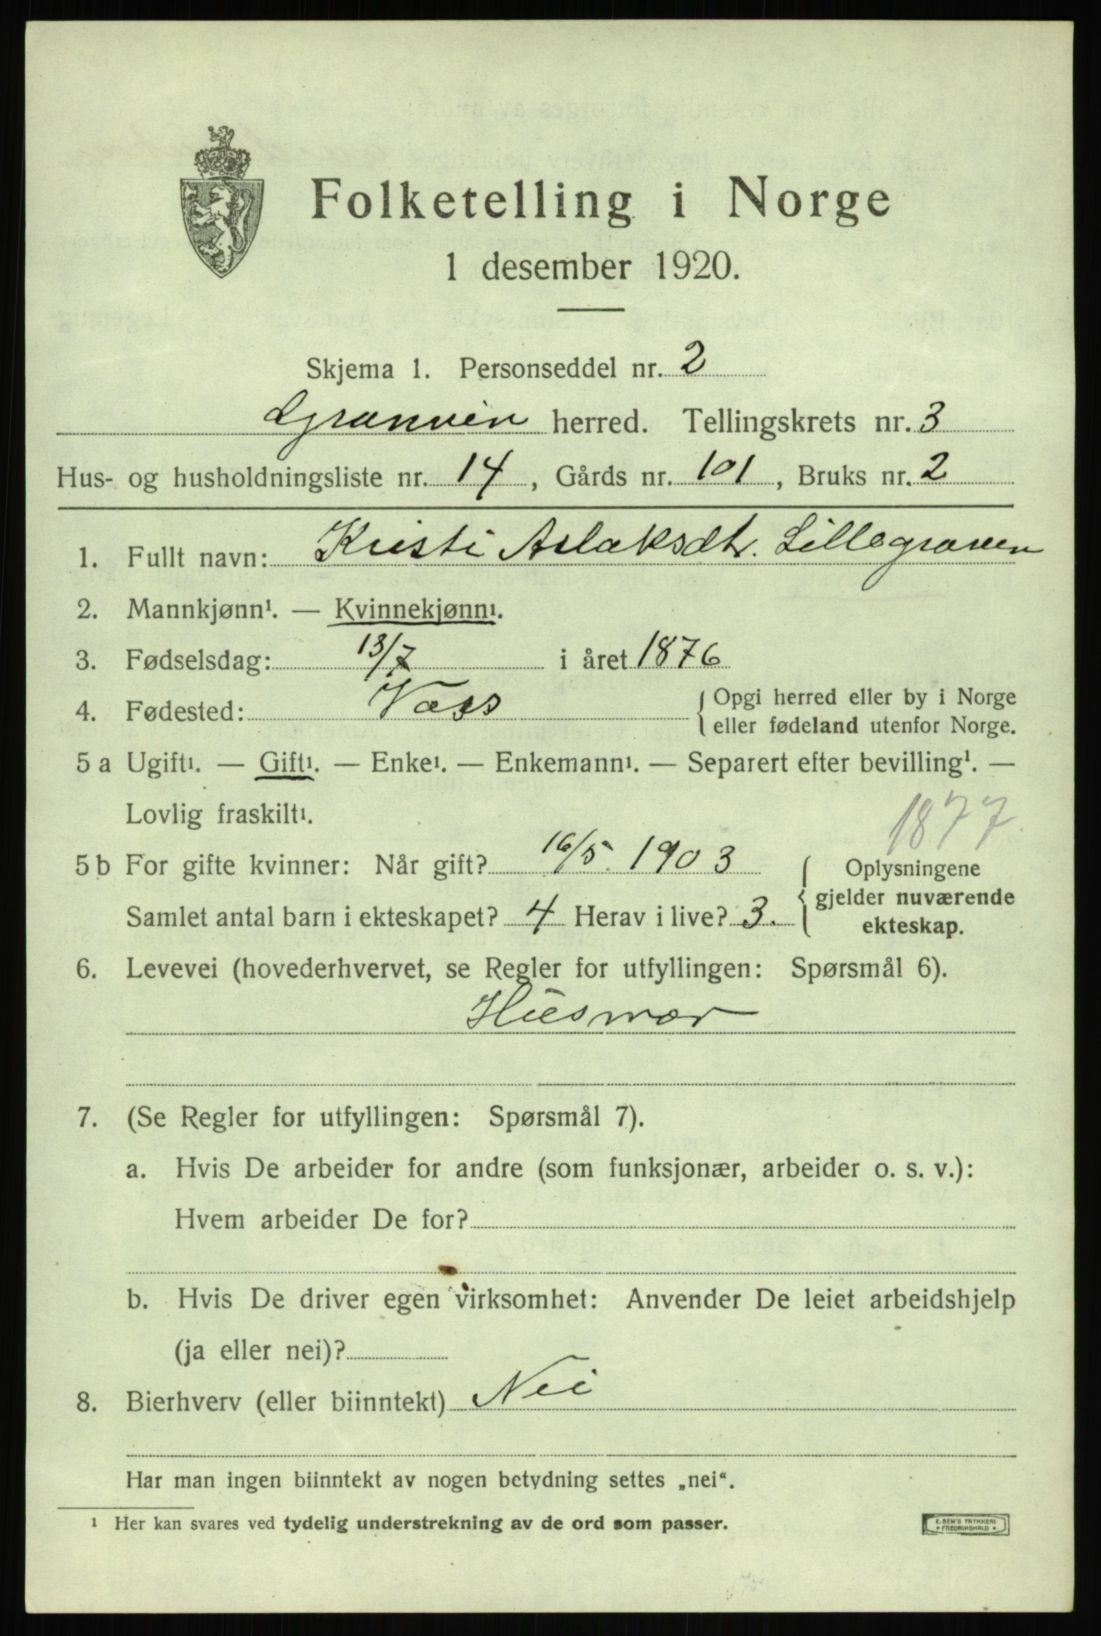 Folketelling i Norge
1 desember 1920.
Skjema 1. Personseddel nr. 2
Granvin herred. Tellingskrets nr. 3
Hus- og husholdningsliste nr. 14, Gårds nr. 101, Bruks nr. 2
1. Fullt navn: Kristi Aslaksdtr. Lillegraven
2. Mannkjønn¹. — Kvinnekjønn¹.
3. Fødselsdag: 13/7 i året 1876
4. Fødested: Voss { Opgi herred eller by i Norge
eller fødeland utenfor Norge.
5 a Ugift¹. — Gift¹. — Enke¹. — Enkemann¹. — Separert efter bevilling¹. —
Lovlig fraskilt¹.
1877
5 b For gifte kvinner: Når gift? 16/5 1903 { Oplysningene
gjelder nuværende
Samlet antal barn i ekteskapet? 4 Herav i live? 3.
ekteskap.
6. Levevei (hovederhvervet, se Regler for utfyllingen: Spørsmål 6).
Husmor
7. (Se Regler for utfyllingen: Spørsmål 7).
a. Hvis De arbeider for andre (som funksjonær, arbeider o. s. v.):
Hvem arbeider De for?
b. Hvis De driver egen virksomhet: Anvender De leiet arbeidshjelp
(ja eller nei)?
8. Bierhverv (eller biinntekt) Nei
Har man ingen biinntekt av nogen betydning settes „nei“.
¹ Her kan svares ved tydelig understrekning av de ord som passer.
E. SEM'S TRYKKERI
• FREDRIKSHALD •